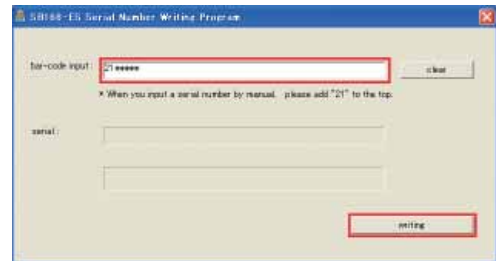 SB168-ES Serial Number Writing Program
bar-code input:
21*****
clear
* When you input a serial number by manual, please add "21" to the top.
serial:
writing